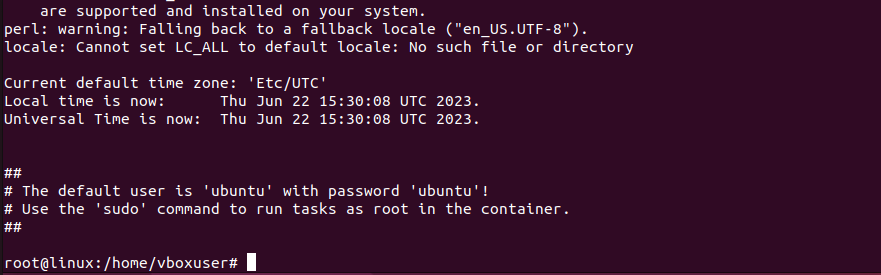 are supported and installed on your system.
perl: warning: Falling back to a fallback locale ("en_US.UTF-8").
locale: Cannot set LC_ALL to default locale: No such file or directory
Current default time zone: 'Etc/UTC'
Local time is now:      Thu Jun 22 15:30:08 UTC 2023.
Universal Time is now:  Thu Jun 22 15:30:08 UTC 2023.
##
# The default user is 'ubuntu' with password 'ubuntu'!
# Use the 'sudo' command to run tasks as root in the container.
##
root@linux:/home/vboxuser#